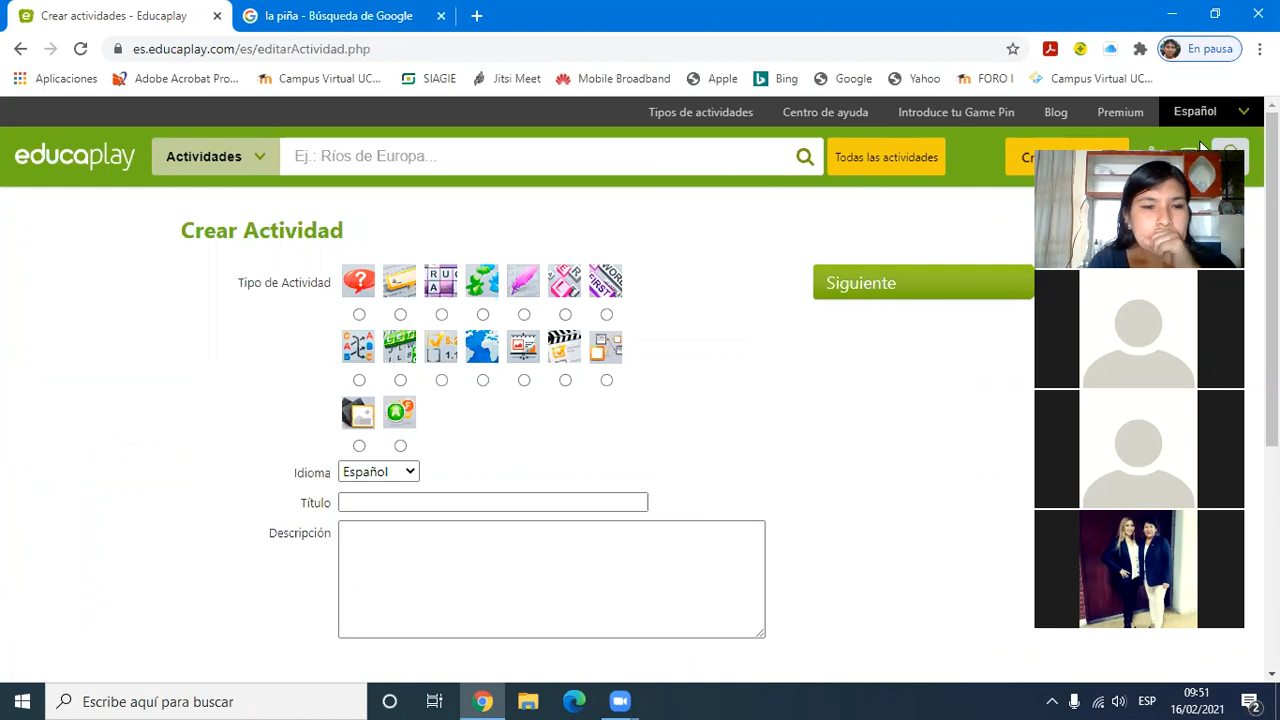 Crear actividades - Educaplay
la piña - Búsqueda de Google
es.educaplay.com/es/editarActividad.php
En pausa
Aplicaciones
Adobe Acrobat Pro...
Campus Virtual UC...
SIAGIE
Jitsi Meet
Mobile Broadband
Apple
Bing
Google
Yahoo
FORO I
Campus Virtual UC...
Tipos de actividades
Centro de ayuda
Introduce tu Game Pin
Blog
Premium
Español
educaplay
Actividades
Ej.: Ríos de Europa...
Todas las actividades
Crear Actividad
Tipo de Actividad
Siguiente
Idioma
Español
Título
Descripción
Escribe aquí para buscar
ESP
09:51
16/02/2021
2